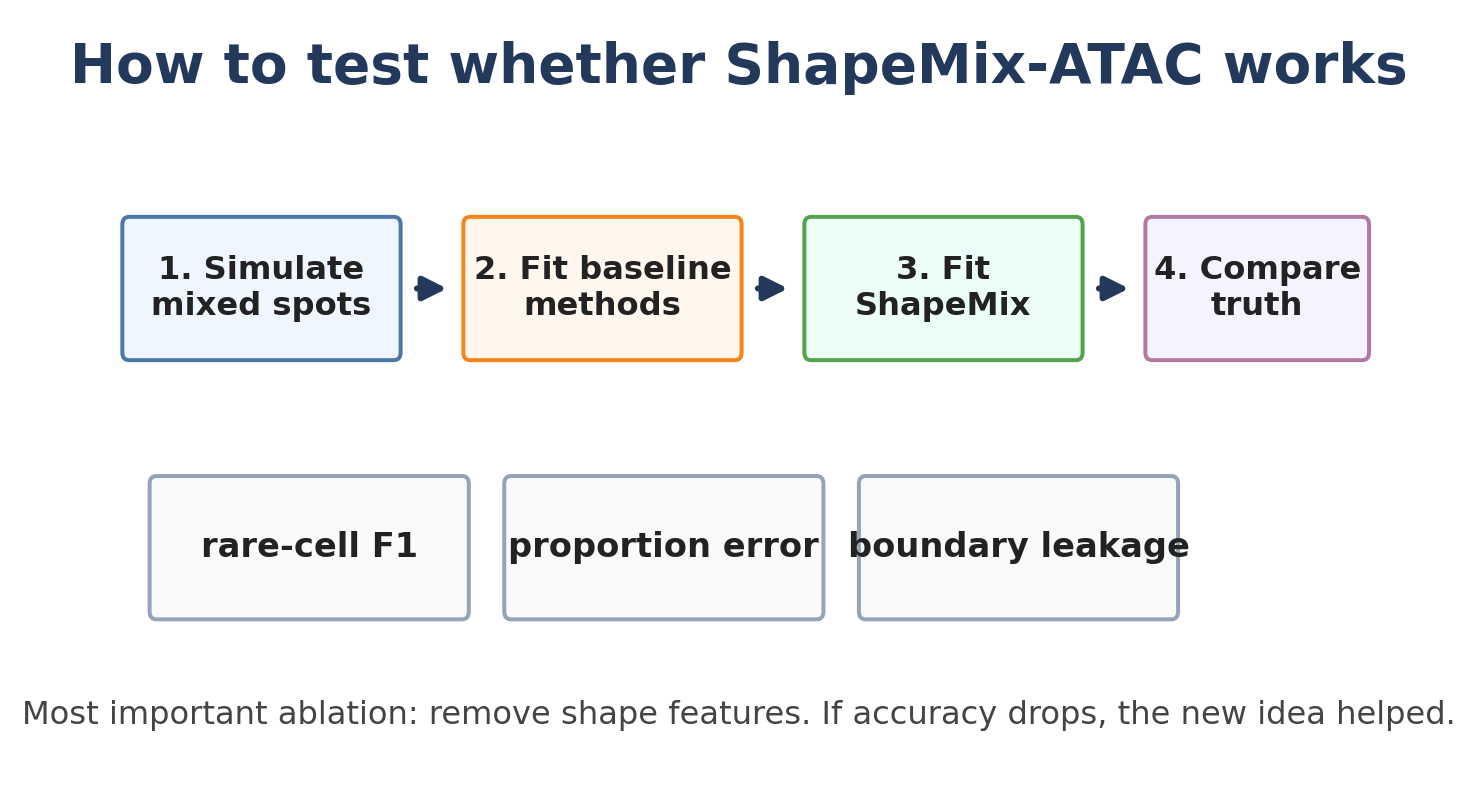 How to test whether ShapeMix-ATAC works
1. Simulate
mixed spots
2. Fit baseline
methods
3. Fit
ShapeMix
4. Compare
truth
rare-cell F1
proportion error
boundary leakage
Most important ablation: remove shape features. If accuracy drops, the new idea helped.